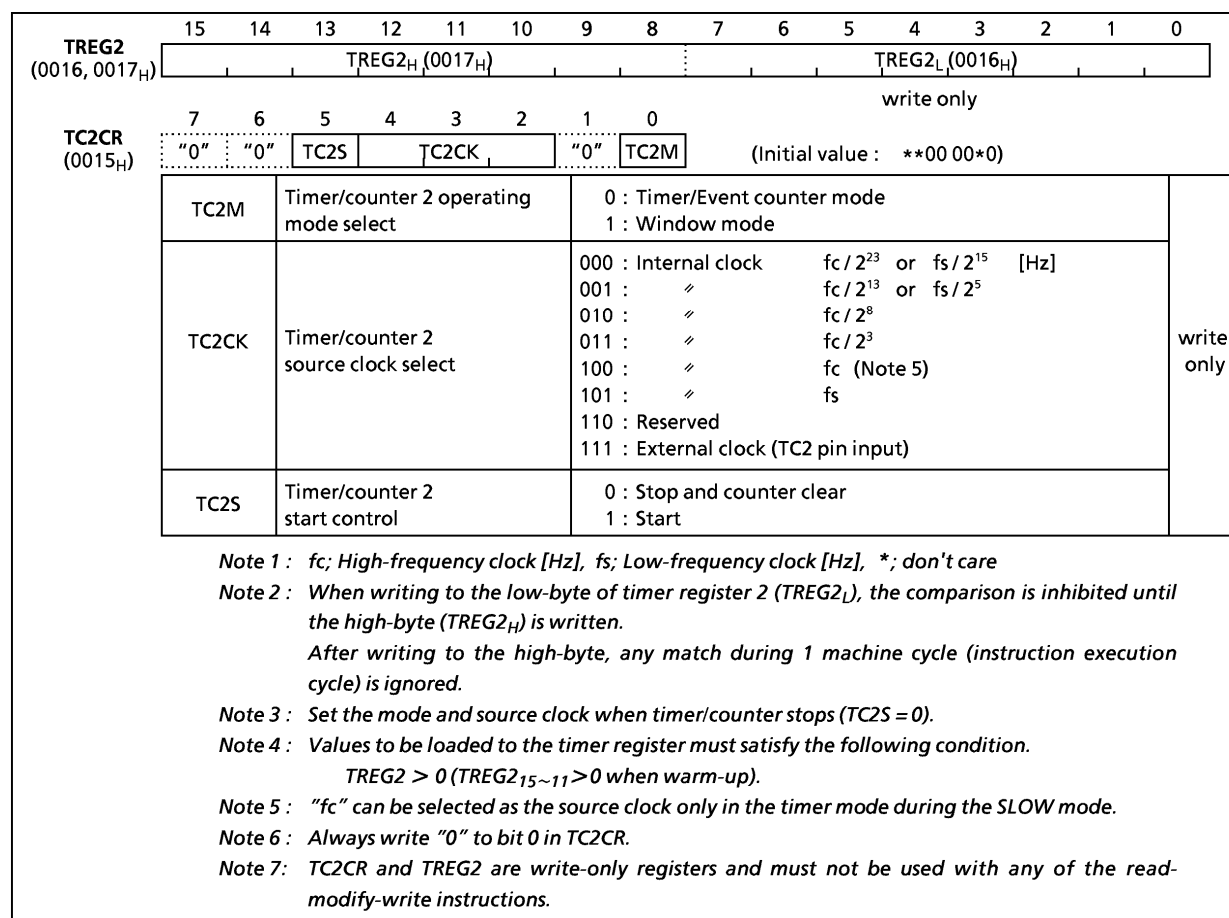 15 14 13 12 11 10 9 8 7 6 5 4 3 2 1 0
TREG2
(0016, 0017H)
TREG2H (0017H) TREG2L (0016H)
write only
7 6 5 4 3 2 1 0
TC2CR
(0015H)
"0" "0" TC2S TC2CK "0" TC2M (Initial value : **00 00*0)
TC2M
Timer/counter 2 operating
mode select
0 : Timer/Event counter mode
1 : Window mode
TC2CK
Timer/counter 2
source clock select
000 : Internal clock fc / 2²³ or fs / 2¹⁵ [Hz]
001 : 〃 fc / 2¹³ or fs / 2⁵
010 : 〃 fc / 2⁸
011 : 〃 fc / 2³
100 : 〃 fc (Note 5)
101 : 〃 fs
110 : Reserved
111 : External clock (TC2 pin input)
write
only
TC2S
Timer/counter 2
start control
0 : Stop and counter clear
1 : Start
Note 1 : fc; High-frequency clock [Hz], fs; Low-frequency clock [Hz], *; don't care
Note 2 : When writing to the low-byte of timer register 2 (TREG2L), the comparison is inhibited until
the high-byte (TREG2H) is written.
After writing to the high-byte, any match during 1 machine cycle (instruction execution
cycle) is ignored.
Note 3 : Set the mode and source clock when timer/counter stops (TC2S = 0).
Note 4 : Values to be loaded to the timer register must satisfy the following condition.
TREG2 > 0 (TREG215~11 > 0 when warm-up).
Note 5 : "fc" can be selected as the source clock only in the timer mode during the SLOW mode.
Note 6 : Always write "0" to bit 0 in TC2CR.
Note 7: TC2CR and TREG2 are write-only registers and must not be used with any of the read-
modify-write instructions.